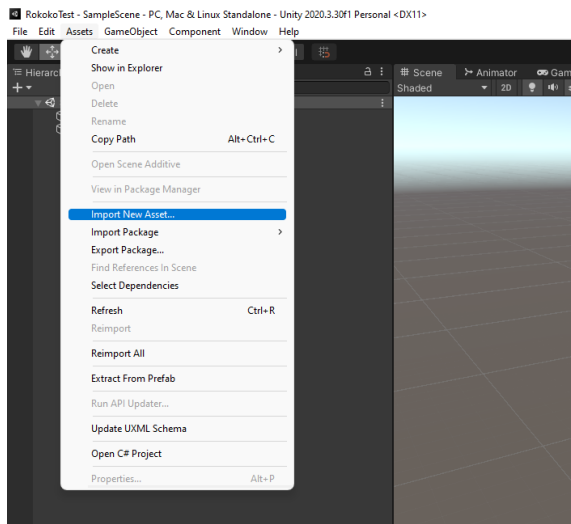 RokokoTest - SampleScene - PC, Mac & Linux Standalone - Unity 2020.3.30f1 Personal <DX11>
File Edit Assets GameObject Component Window Help
Hierarc
# Scene Animator Gam
Shaded 2D
Create
Show in Explorer
Open
Delete
Rename
Copy Path Alt+Ctrl+C
Open Scene Additive
View in Package Manager
Import New Asset...
Import Package
Export Package...
Find References In Scene
Select Dependencies
Refresh Ctrl+R
Reimport
Reimport All
Extract From Prefab
Run API Updater...
Update UXML Schema
Open C# Project
Properties... Alt+P